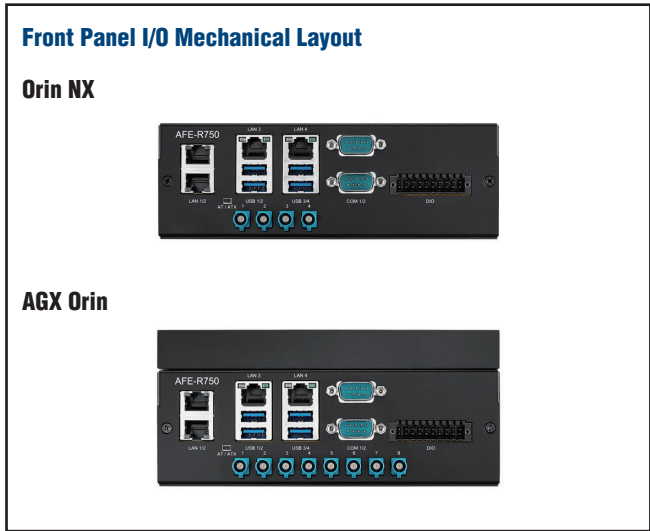 Front Panel I/O Mechanical Layout
Orin NX
AFE-R750
LAN 3
LAN 4
LAN 1/2
AT / ATX
USB 1/2
USB 3/4
COM 1/2
DIO
1 2 3 4
AGX Orin
AFE-R750
LAN 3
LAN 4
LAN 1/2
AT / ATX
USB 1/2
USB 3/4
COM 1/2
DIO
1 2 3 4 5 6 7 8